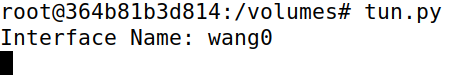 root@364b81b3d814:/volumes# tun.py
Interface Name: wang0